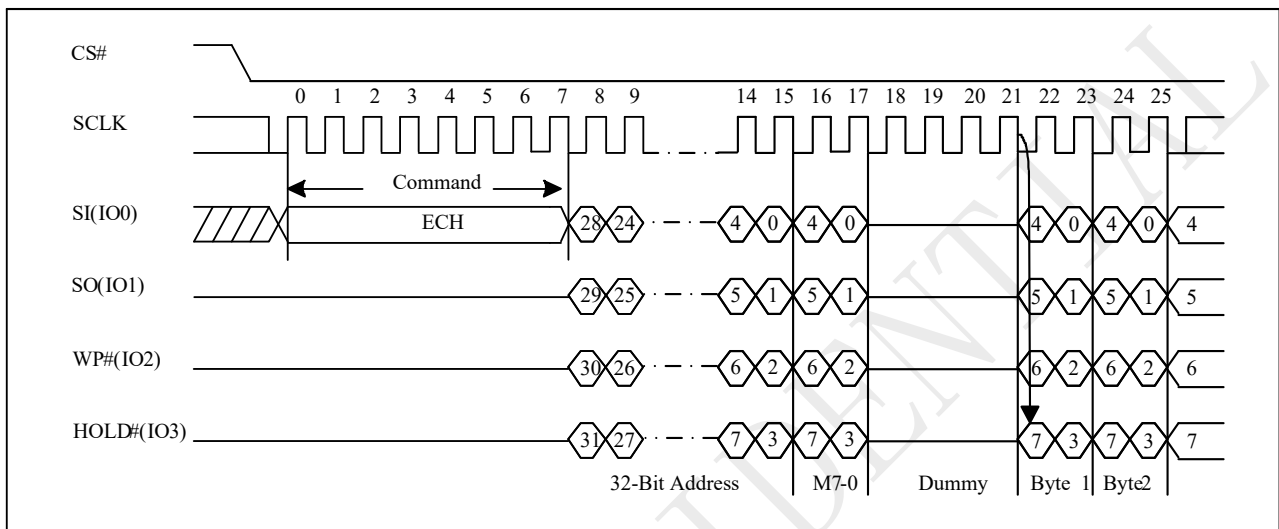 CS#
0 1 2 3 4 5 6 7 8 9 14 15 16 17 18 19 20 21 22 23 24 25
SCLK
Command
SI(IO0) ECH 28 24 4 0 4 0 4 0 4 0 4
SO(IO1) 29 25 5 1 5 1 5 1 5 1 5
WP#(IO2) 30 26 6 2 6 2 6 2 6 2 6
HOLD#(IO3) 31 27 7 3 7 3 7 3 7 3 7
32-Bit Address M7-0 Dummy Byte 1 Byte2